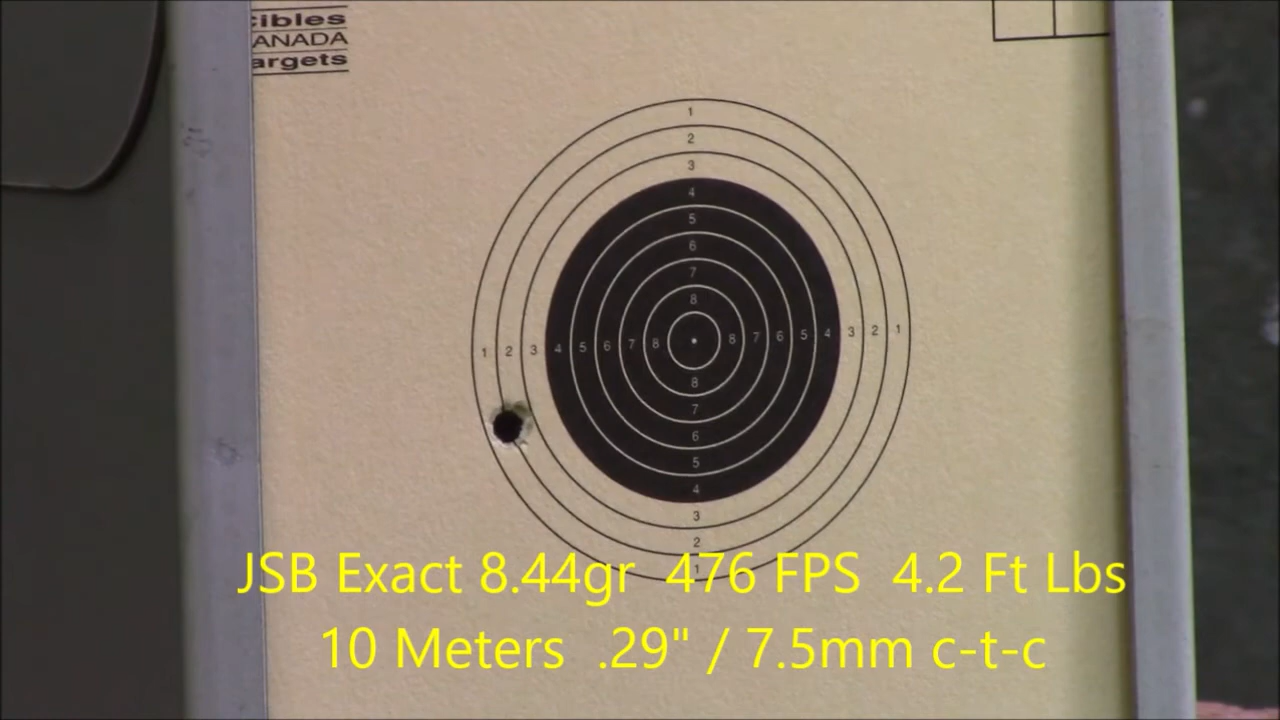 ibles
ANADA
argets
1
2
3
4
5
6
7
8
1 2 3 4 5 6 7 8 8 7 6 5 4 3 2 1
8
7
6
5
4
3
2
1
JSB Exact 8.44gr 476 FPS 4.2 Ft Lbs
10 Meters .29" / 7.5mm c-t-c